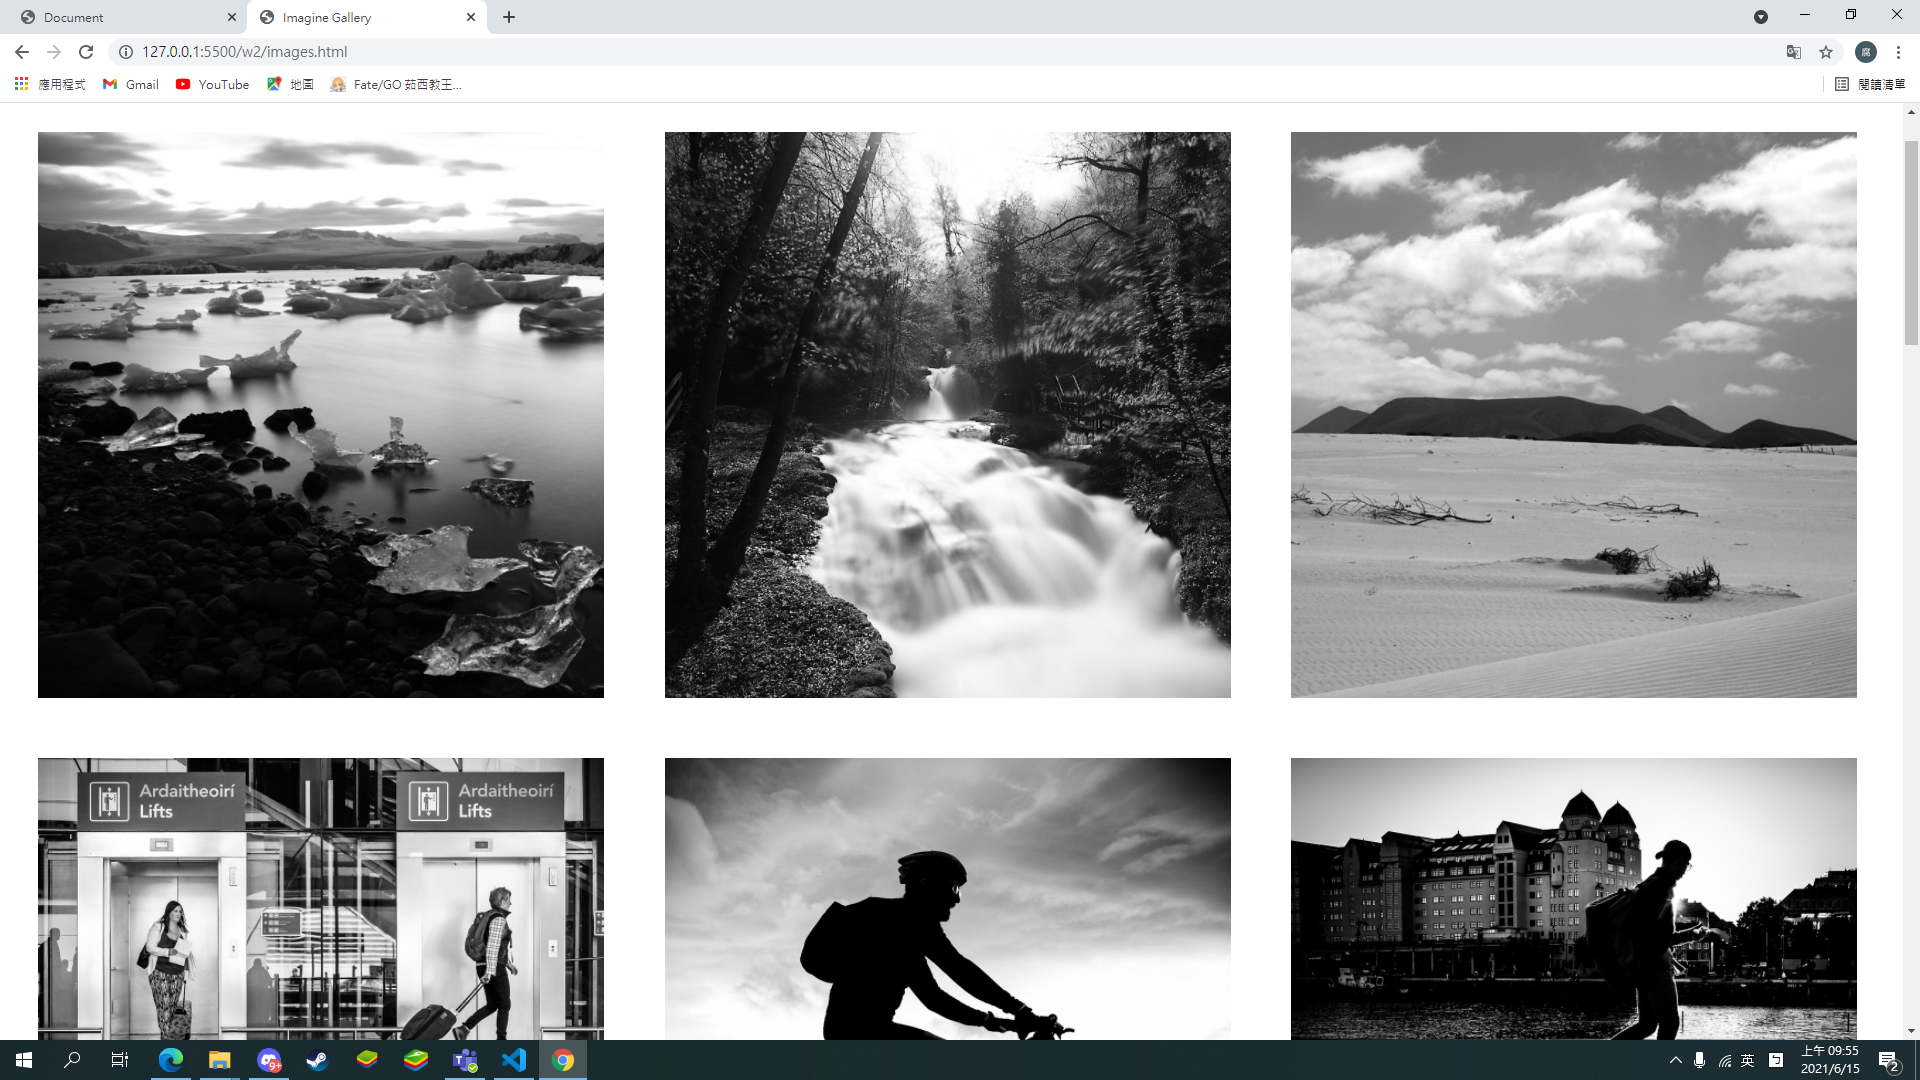 Document
Imagine Gallery
127.0.0.1:5500/w2/images.html
應用程式
Gmail
YouTube
地圖
Fate/GO 茹西教王...
閱讀清單
Ardaitheoirí
Lifts
Ardaitheoirí
Lifts
9+
英
上午 09:55
2021/6/15
2